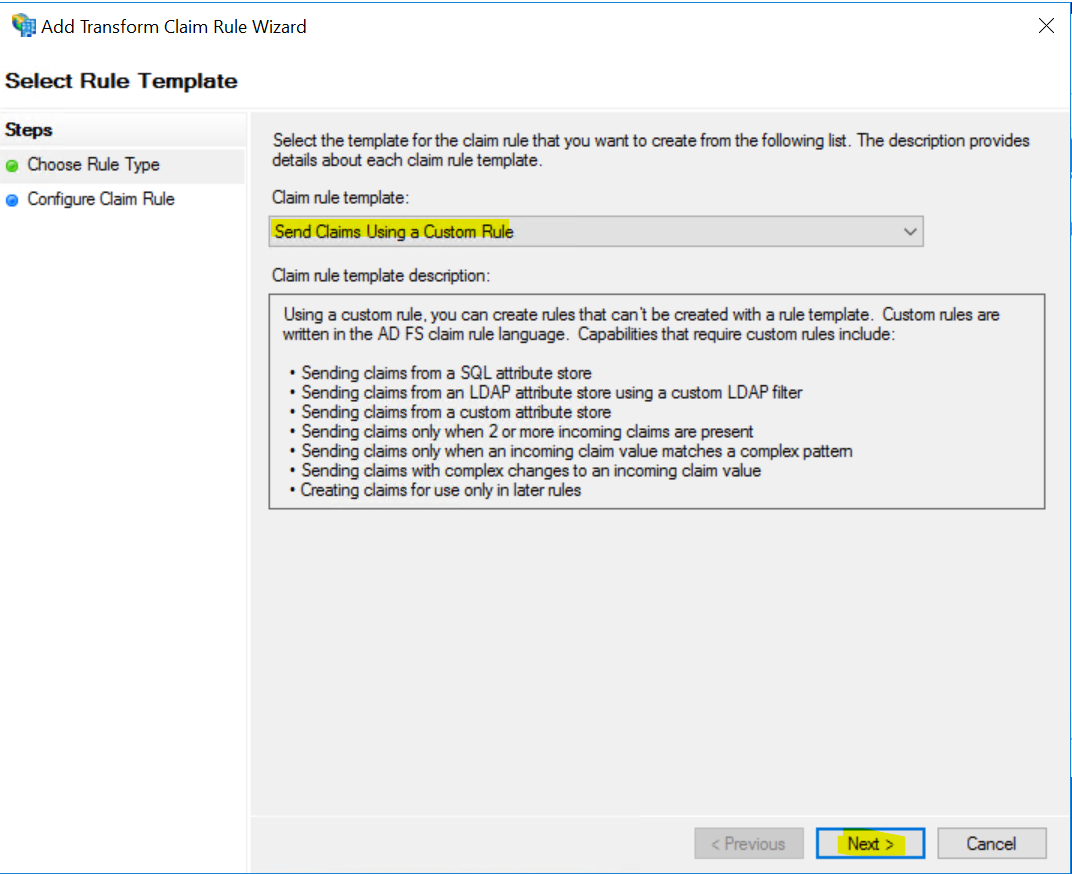 Add Transform Claim Rule Wizard
Select Rule Template
Steps
Choose Rule Type
Configure Claim Rule
Select the template for the claim rule that you want to create from the following list. The description provides
details about each claim rule template.
Claim rule template:
Send Claims Using a Custom Rule
Claim rule template description:
Using a custom rule, you can create rules that can't be created with a rule template. Custom rules are
written in the AD FS claim rule language. Capabilities that require custom rules include:
• Sending claims from a SQL attribute store
• Sending claims from an LDAP attribute store using a custom LDAP filter
• Sending claims from a custom attribute store
• Sending claims only when 2 or more incoming claims are present
• Sending claims only when an incoming claim value matches a complex pattern
• Sending claims with complex changes to an incoming claim value
• Creating claims for use only in later rules
< Previous
Next >
Cancel